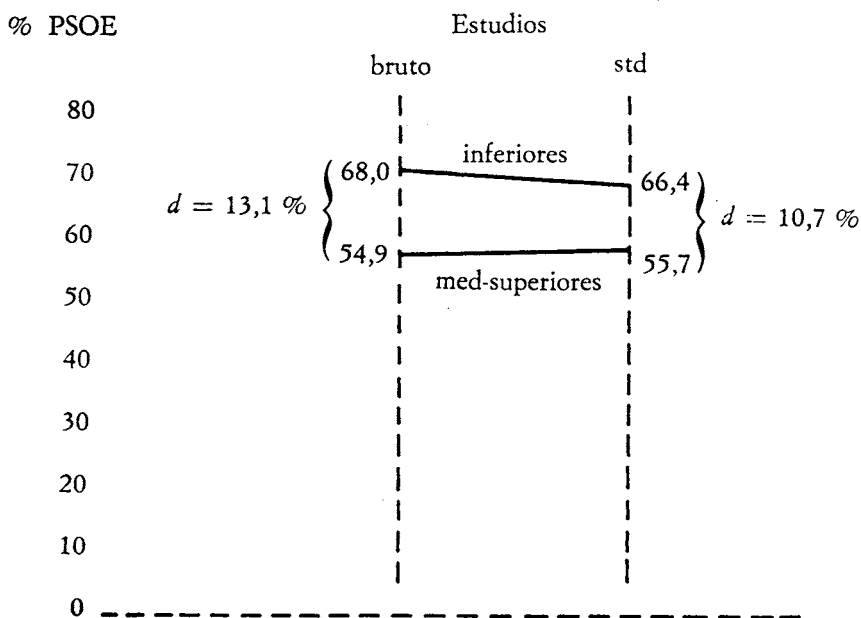 % PSOE
Estudios
bruto
std
80
70
60
50
40
30
20
10
0
inferiores
68,0
66,4
d = 13,1 %
d = 10,7 %
54,9
55,7
med-superiores